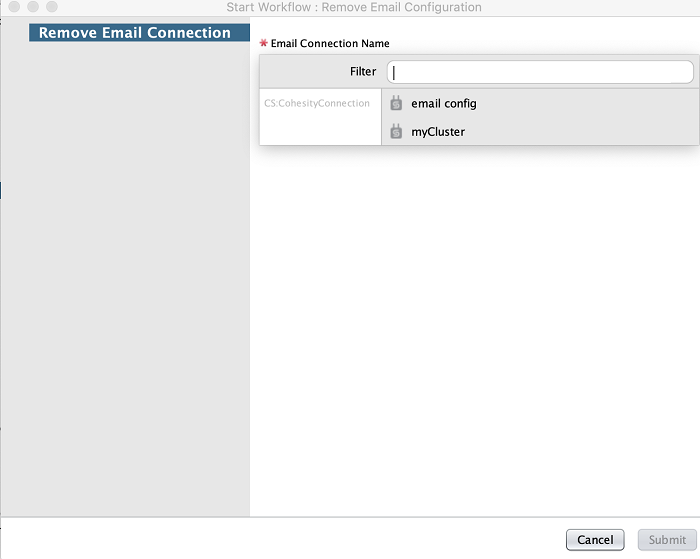 Start Workflow : Remove Email Configuration
Remove Email Connection
* Email Connection Name
Filter
CS:CohesityConnection
email config
myCluster
Cancel
Submit